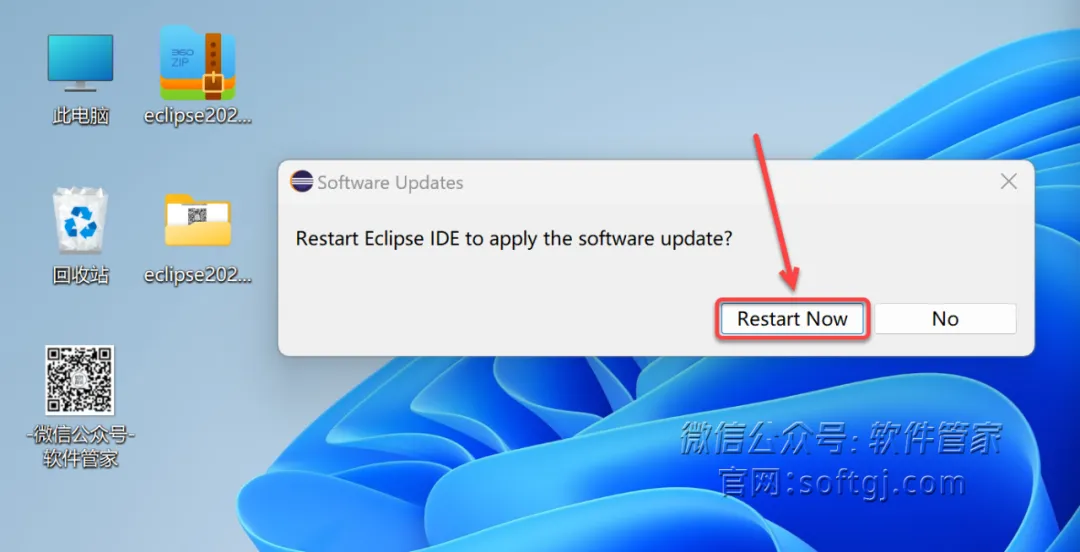 此电脑
360
ZIP
eclipse202...
回收站
eclipse202...
-微信公众号-
软件管家
Software Updates
Restart Eclipse IDE to apply the software update?
Restart Now
No
微信公众号:软件管家
官网:softgj.com